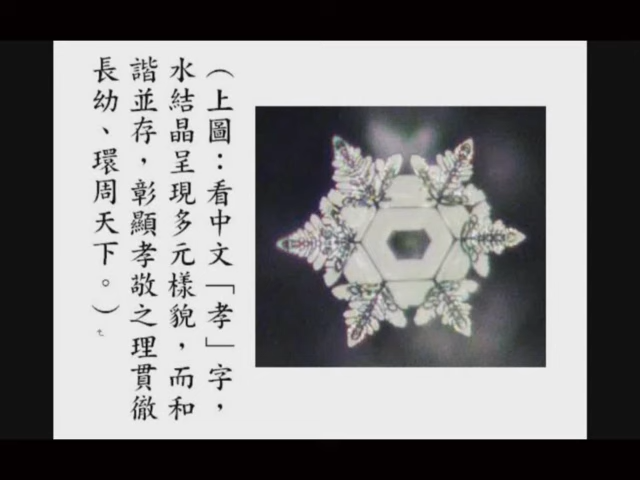 （上圖：看中文「孝」字，
水結晶呈現多元樣貌，而和
諧並存，彰顯孝敬之理貫徹
長幼、環周天下。）